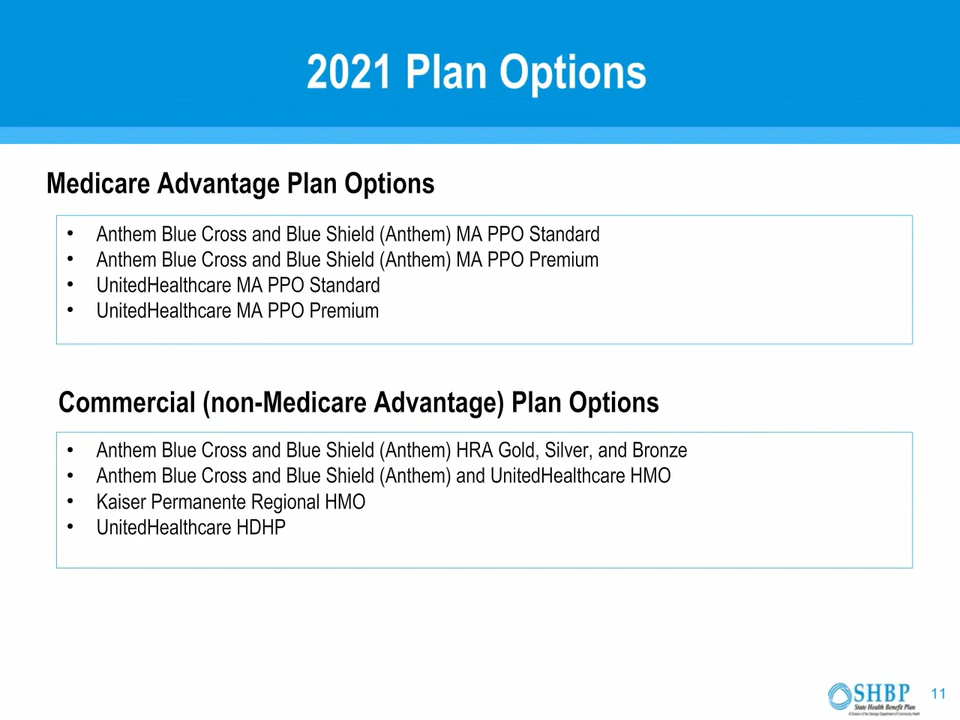 2021 Plan Options
Medicare Advantage Plan Options
• Anthem Blue Cross and Blue Shield (Anthem) MA PPO Standard
• Anthem Blue Cross and Blue Shield (Anthem) MA PPO Premium
• UnitedHealthcare MA PPO Standard
• UnitedHealthcare MA PPO Premium
Commercial (non-Medicare Advantage) Plan Options
• Anthem Blue Cross and Blue Shield (Anthem) HRA Gold, Silver, and Bronze
• Anthem Blue Cross and Blue Shield (Anthem) and UnitedHealthcare HMO
• Kaiser Permanente Regional HMO
• UnitedHealthcare HDHP
SHBP
State Health Benefit Plan
A Division of the Georgia Department of Community Health
11